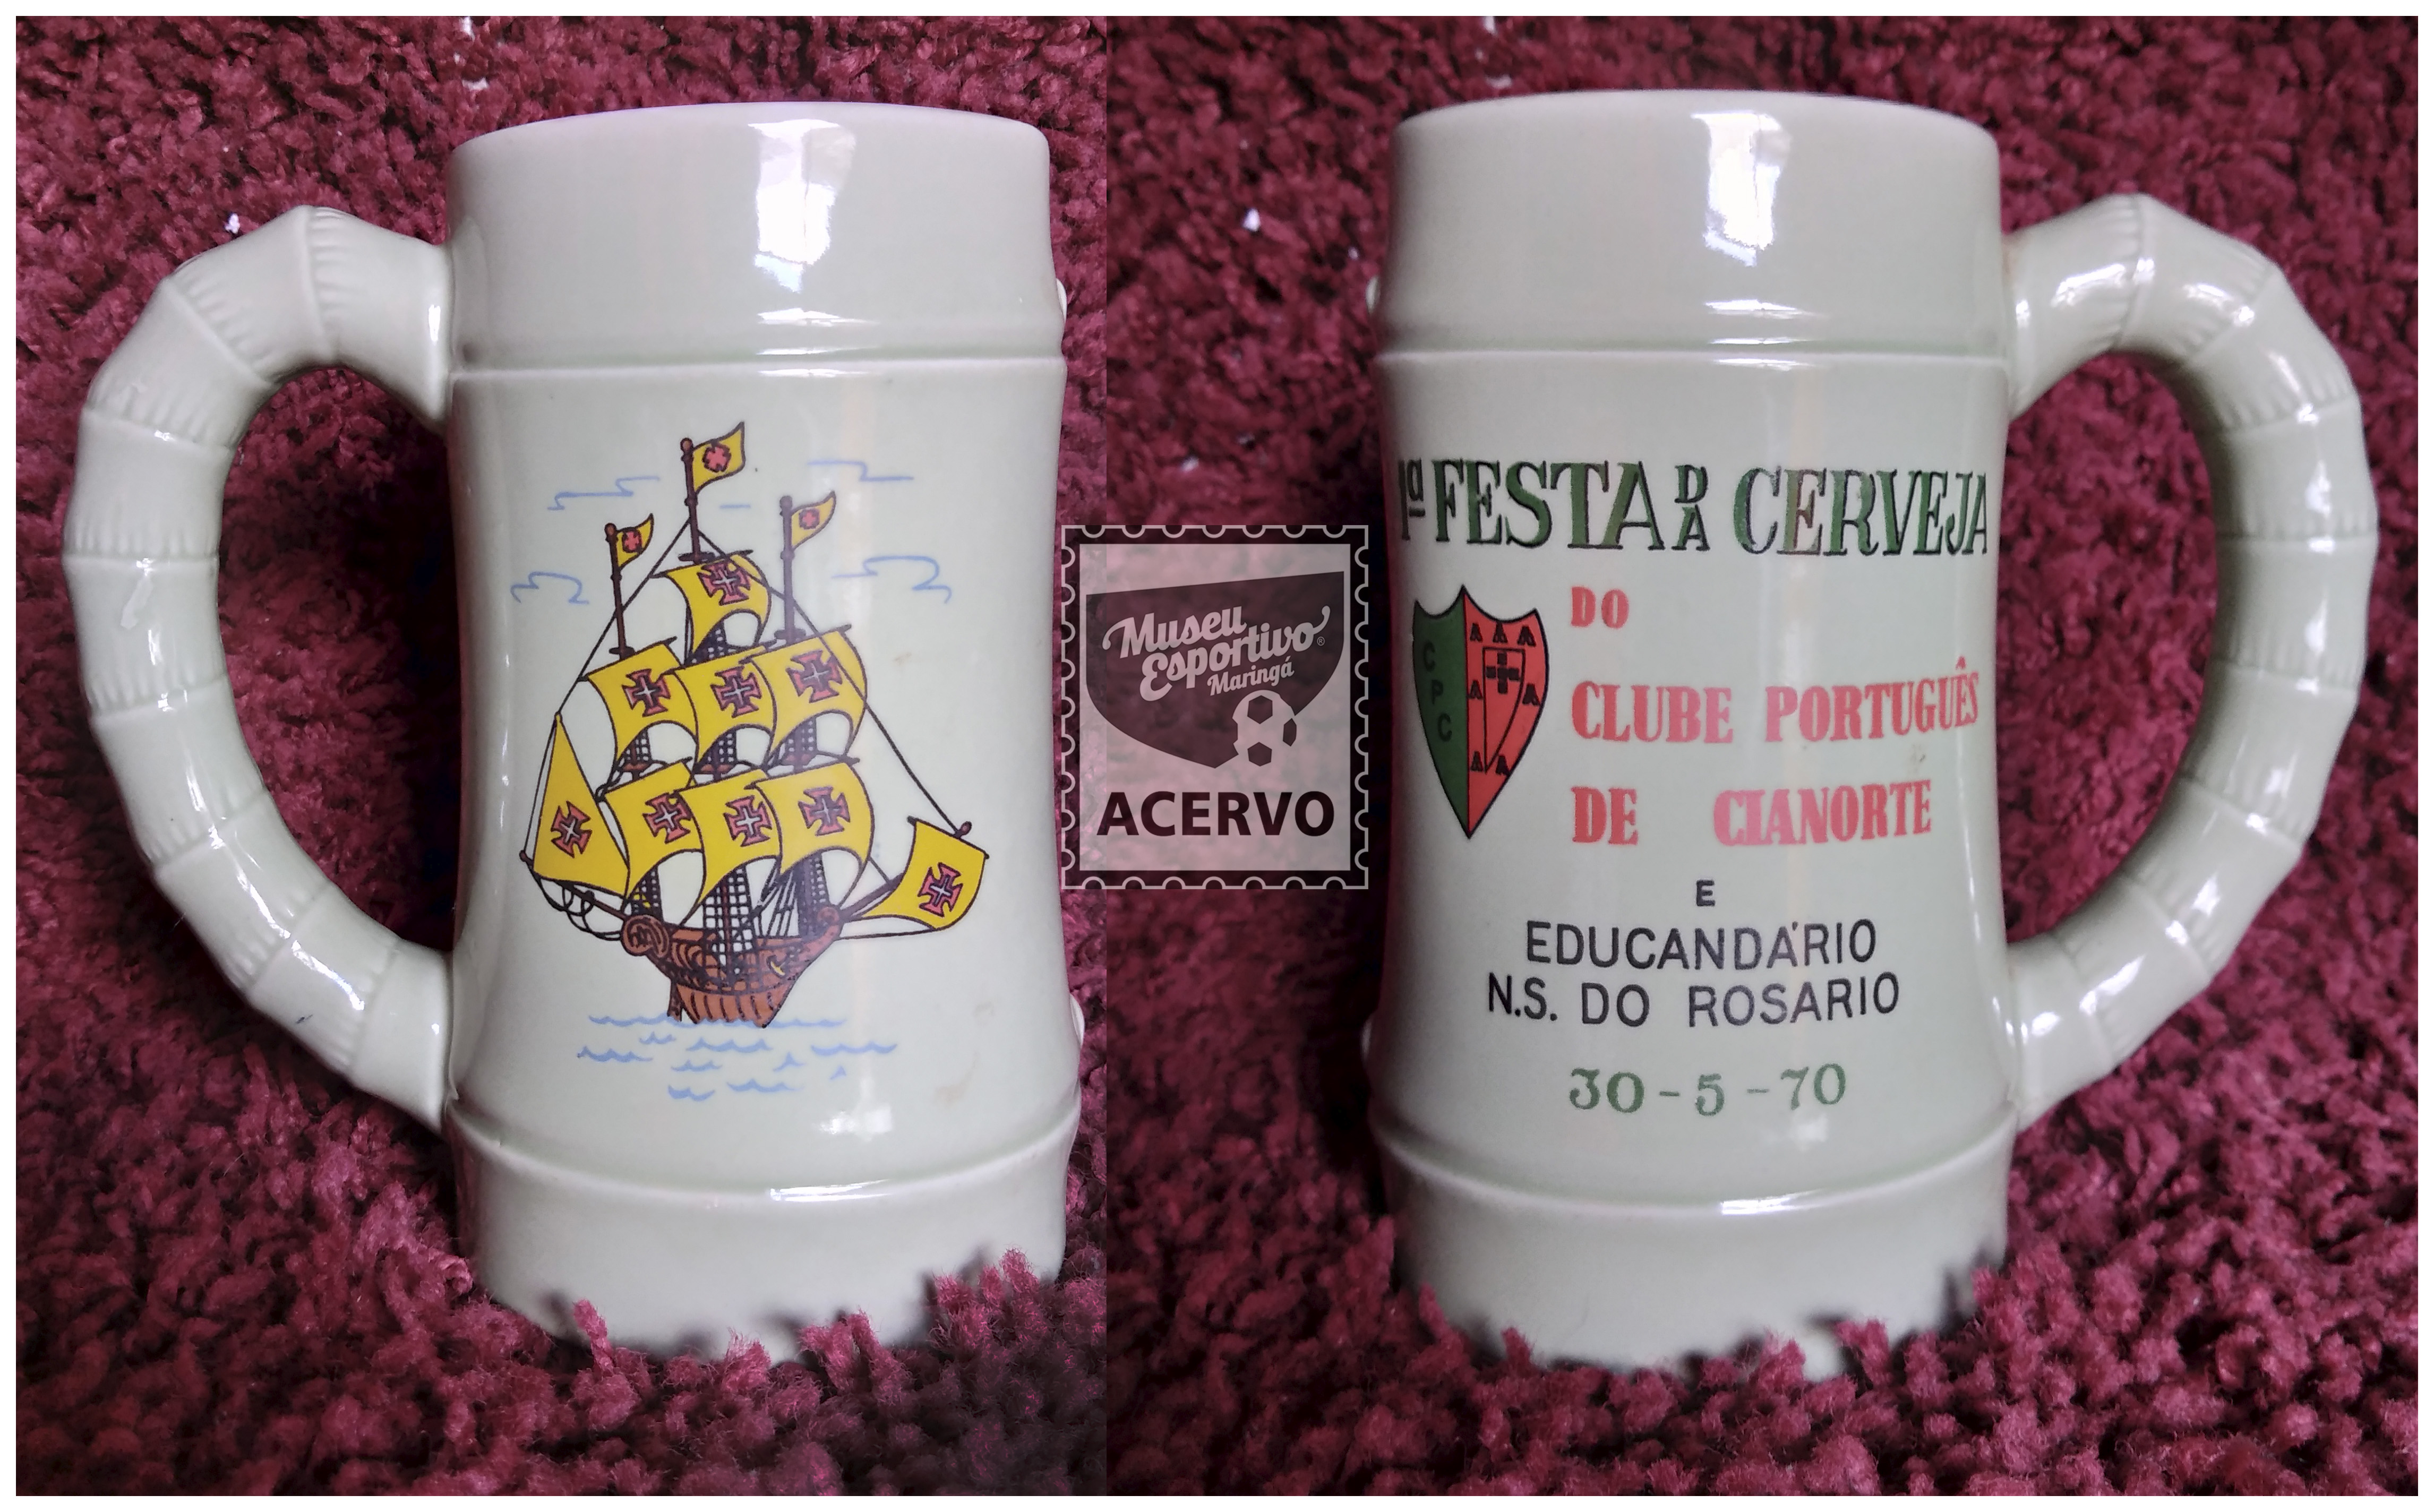 Museu
Esportivo®
Maringá
ACERVO
1ª FESTA DA CERVEJA
DO
CLUBE PORTUGUÊS
DE CIANORTE
CPC
E
EDUCANDÁRIO
N.S. DO ROSARIO
30-5-70